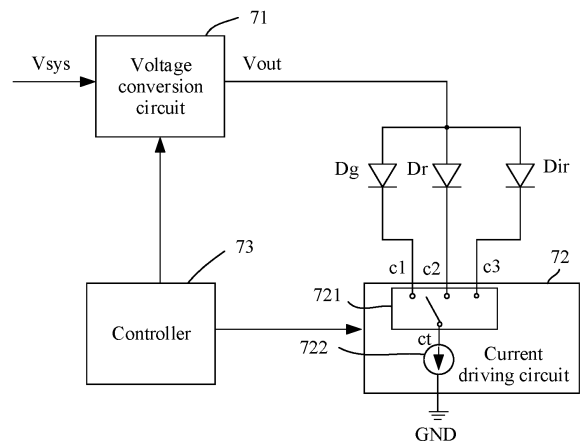 71
Vsys
Voltage
conversion
circuit
Vout
Dg
Dr
Dir
73
c1
c2
c3
72
721
Controller
ct
722
Current
driving circuit
GND